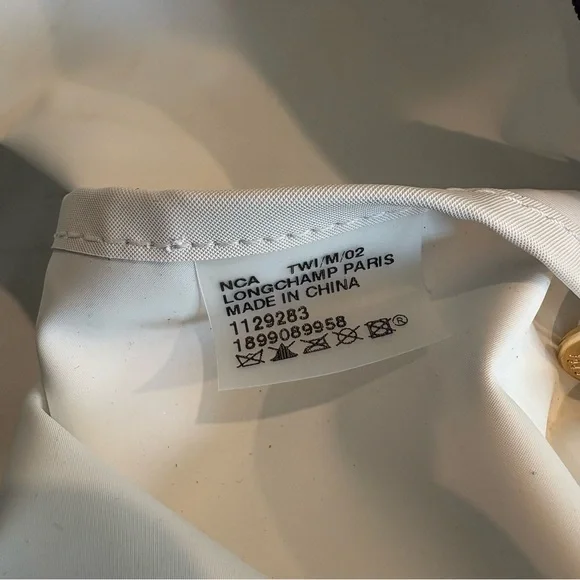 NCA TWI/M/02
LONGCHAMP PARIS
MADE IN CHINA
1129283
1899089958
®